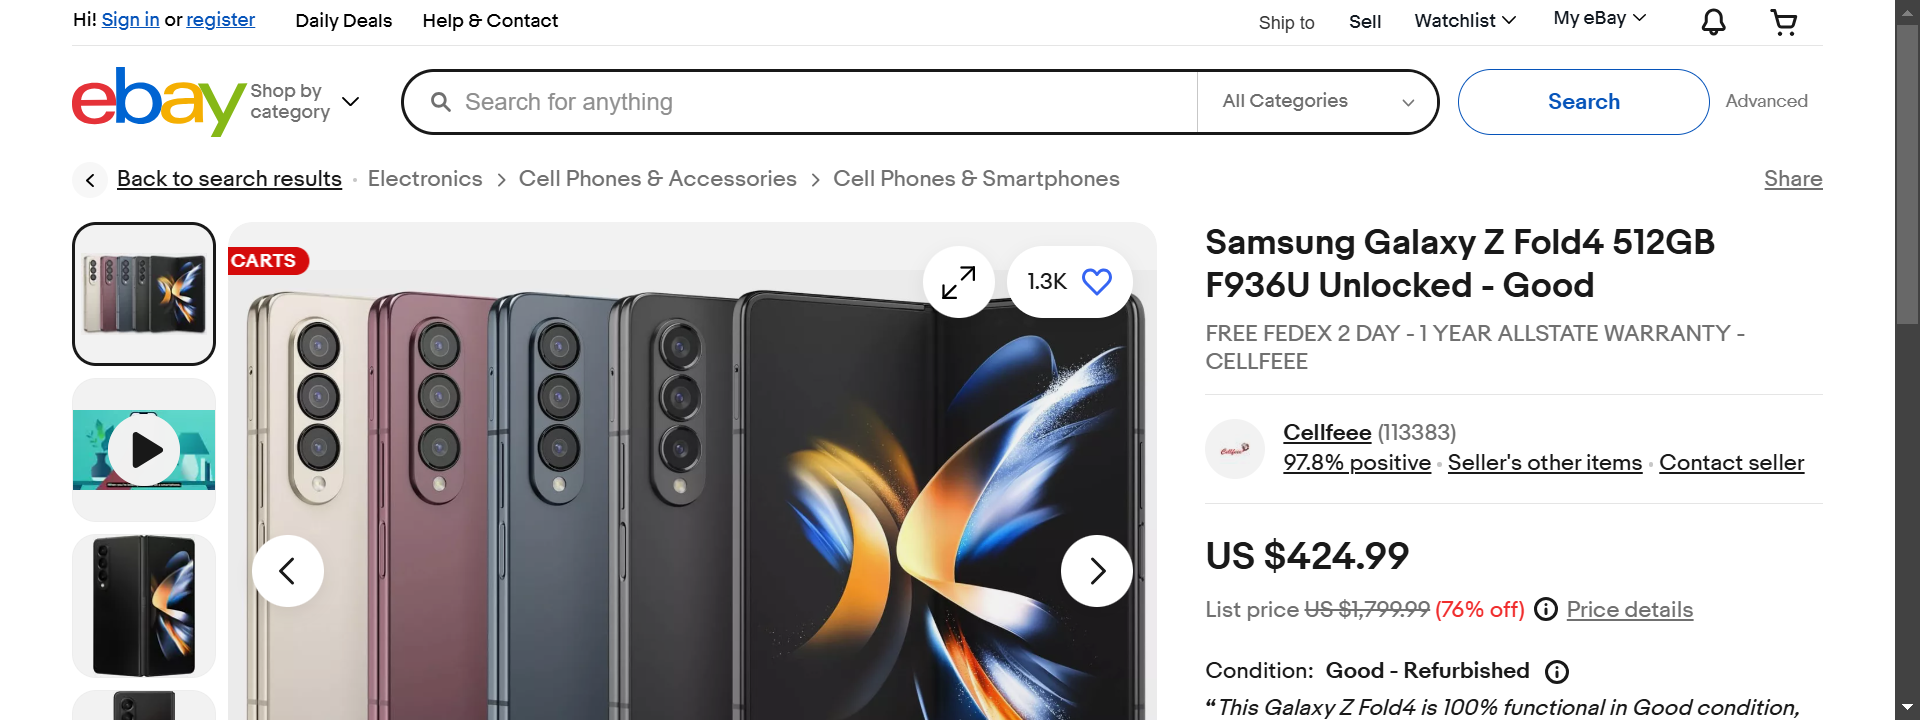 Hi! Sign in or register
Daily Deals
Help & Contact
Ship to
Sell
Watchlist
My eBay
ebay
Shop by
category
Search for anything
All Categories
Search
Advanced
Back to search results
Electronics
Cell Phones & Accessories
Cell Phones & Smartphones
Share
CARTS
1.3K
Samsung Galaxy Z Fold4 512GB
F936U Unlocked - Good
FREE FEDEX 2 DAY - 1 YEAR ALLSTATE WARRANTY -
CELLFEEE
Cellfeee
Cellfeee (113383)
97.8% positive
Seller's other items
Contact seller
US $424.99
List price US $1,799.99 (76% off)
Price details
Condition: Good - Refurbished
“This Galaxy Z Fold4 is 100% functional in Good condition,